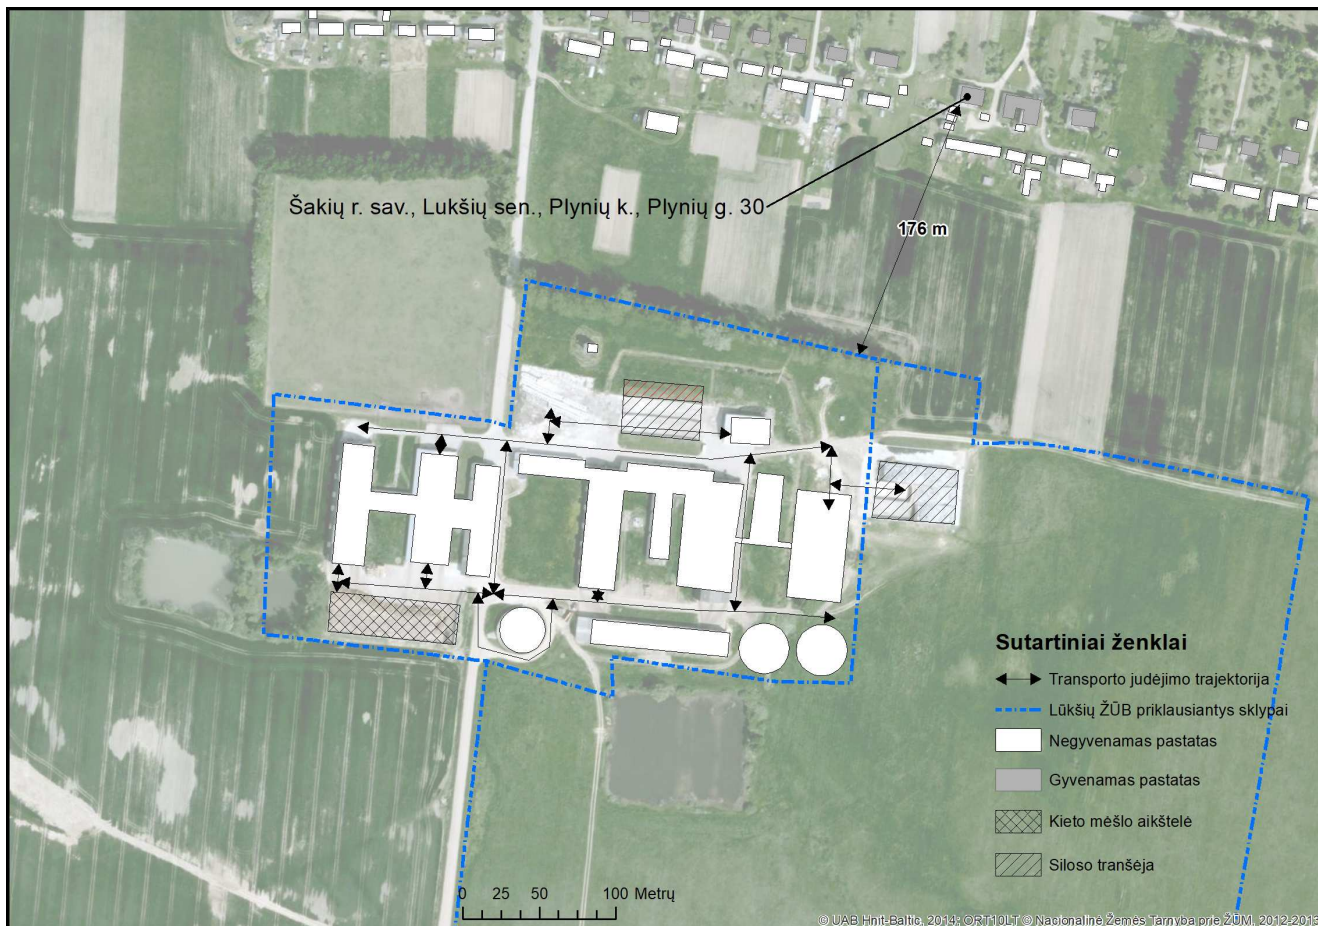 Šakių r. sav., Lukšių sen., Plynių k., Plynių g. 30
176 m
Sutartiniai ženklai
Transporto judėjimo trajektorija
Lūkšių ŽŪB priklausiantys sklypai
Negyvenamas pastatas
Gyvenamas pastatas
Kieto mėšlo aikštelė
Siloso tranšėja
0 25 50 100 Metrų
© UAB Hnit-Baltic, 2014; ORT10LT © Nacionalinė Žemės Tarnyba prie ŽŪM, 2012-2013